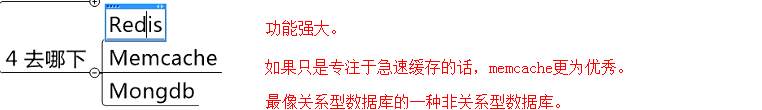 Redis
功能强大。
4 去哪下
Memcache
如果只是专注于急速缓存的话，memcache更为优秀。
Mongdb
最像关系型数据库的一种非关系型数据库。